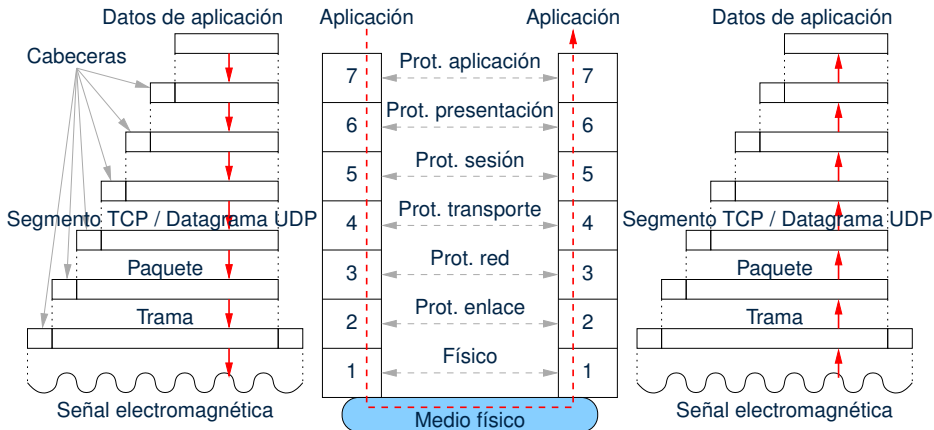 Datos de aplicación
Aplicación
Aplicación
Datos de aplicación
Cabeceras
7
Prot. aplicación
7
6
Prot. presentación
6
5
Prot. sesión
5
Segmento TCP / Datagrama UDP
4
Prot. transporte
4
Segmento TCP / Datagrama UDP
Paquete
3
Prot. red
3
Paquete
Trama
2
Prot. enlace
2
Trama
1
Físico
1
Señal electromagnética
Medio físico
Señal electromagnética